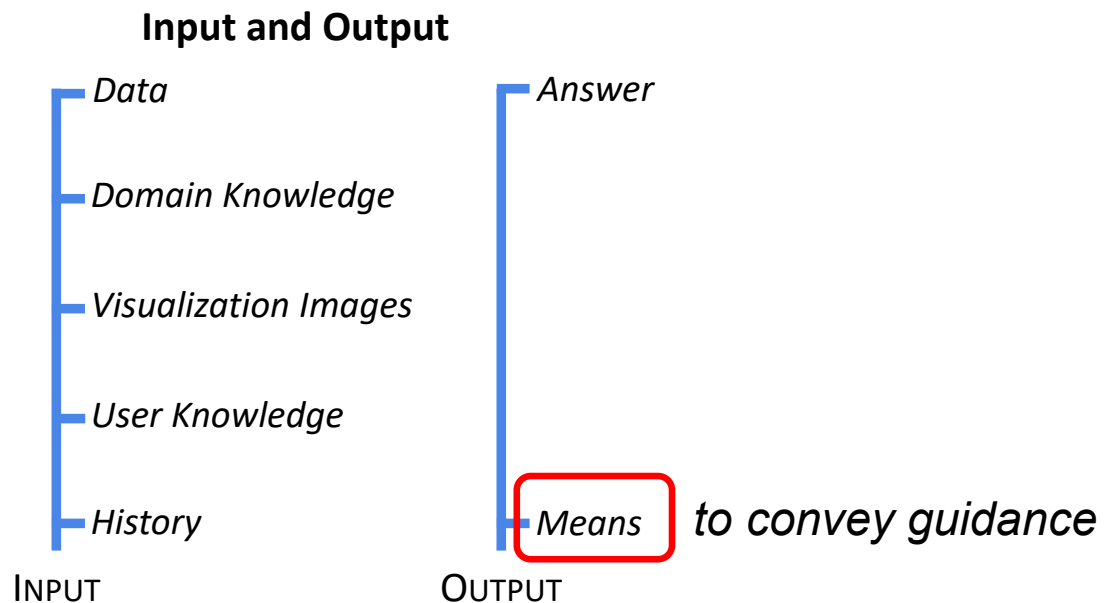 Input and Output
Data
Domain Knowledge
Visualization Images
User Knowledge
History
INPUT
Answer
Means
to convey guidance
OUTPUT